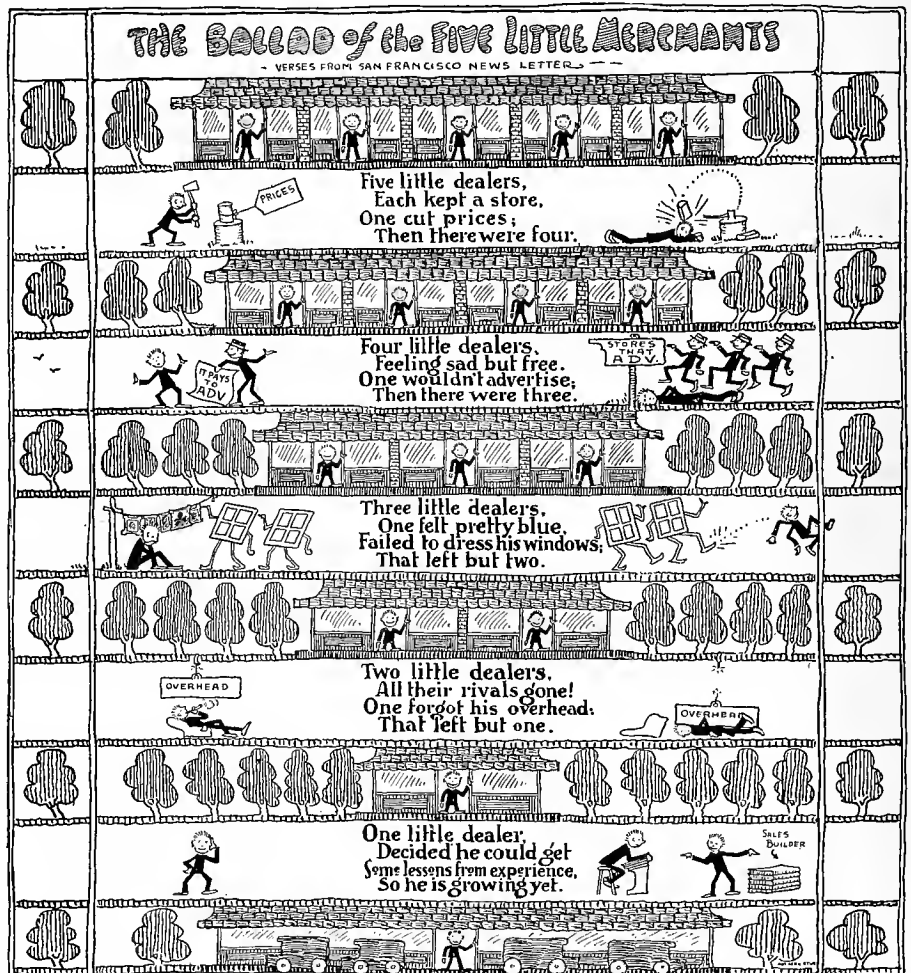 THE BALLAD of the FIVE LITTLE MERCHANTS
- VERSES FROM SAN FRANCISCO NEWS LETTER -
PRICES
Five little dealers,
Each kept a store,
One cut prices;
Then there were four.
IT PAYS
TO
ADV
Four little dealers,
Feeling sad but free.
One wouldn't advertise;
Then there were three.
STORES
THAT
ADV.
Three little dealers,
One felt pretty blue,
Failed to dress his windows;
That left but two.
OVERHEAD
Two little dealers,
All their rivals gone!
One forgot his overhead;
That left but one.
OVERHEAD
One little dealer
Decided he could get
Some lessons from experience,
So he is growing yet.
SALES
BUILDER